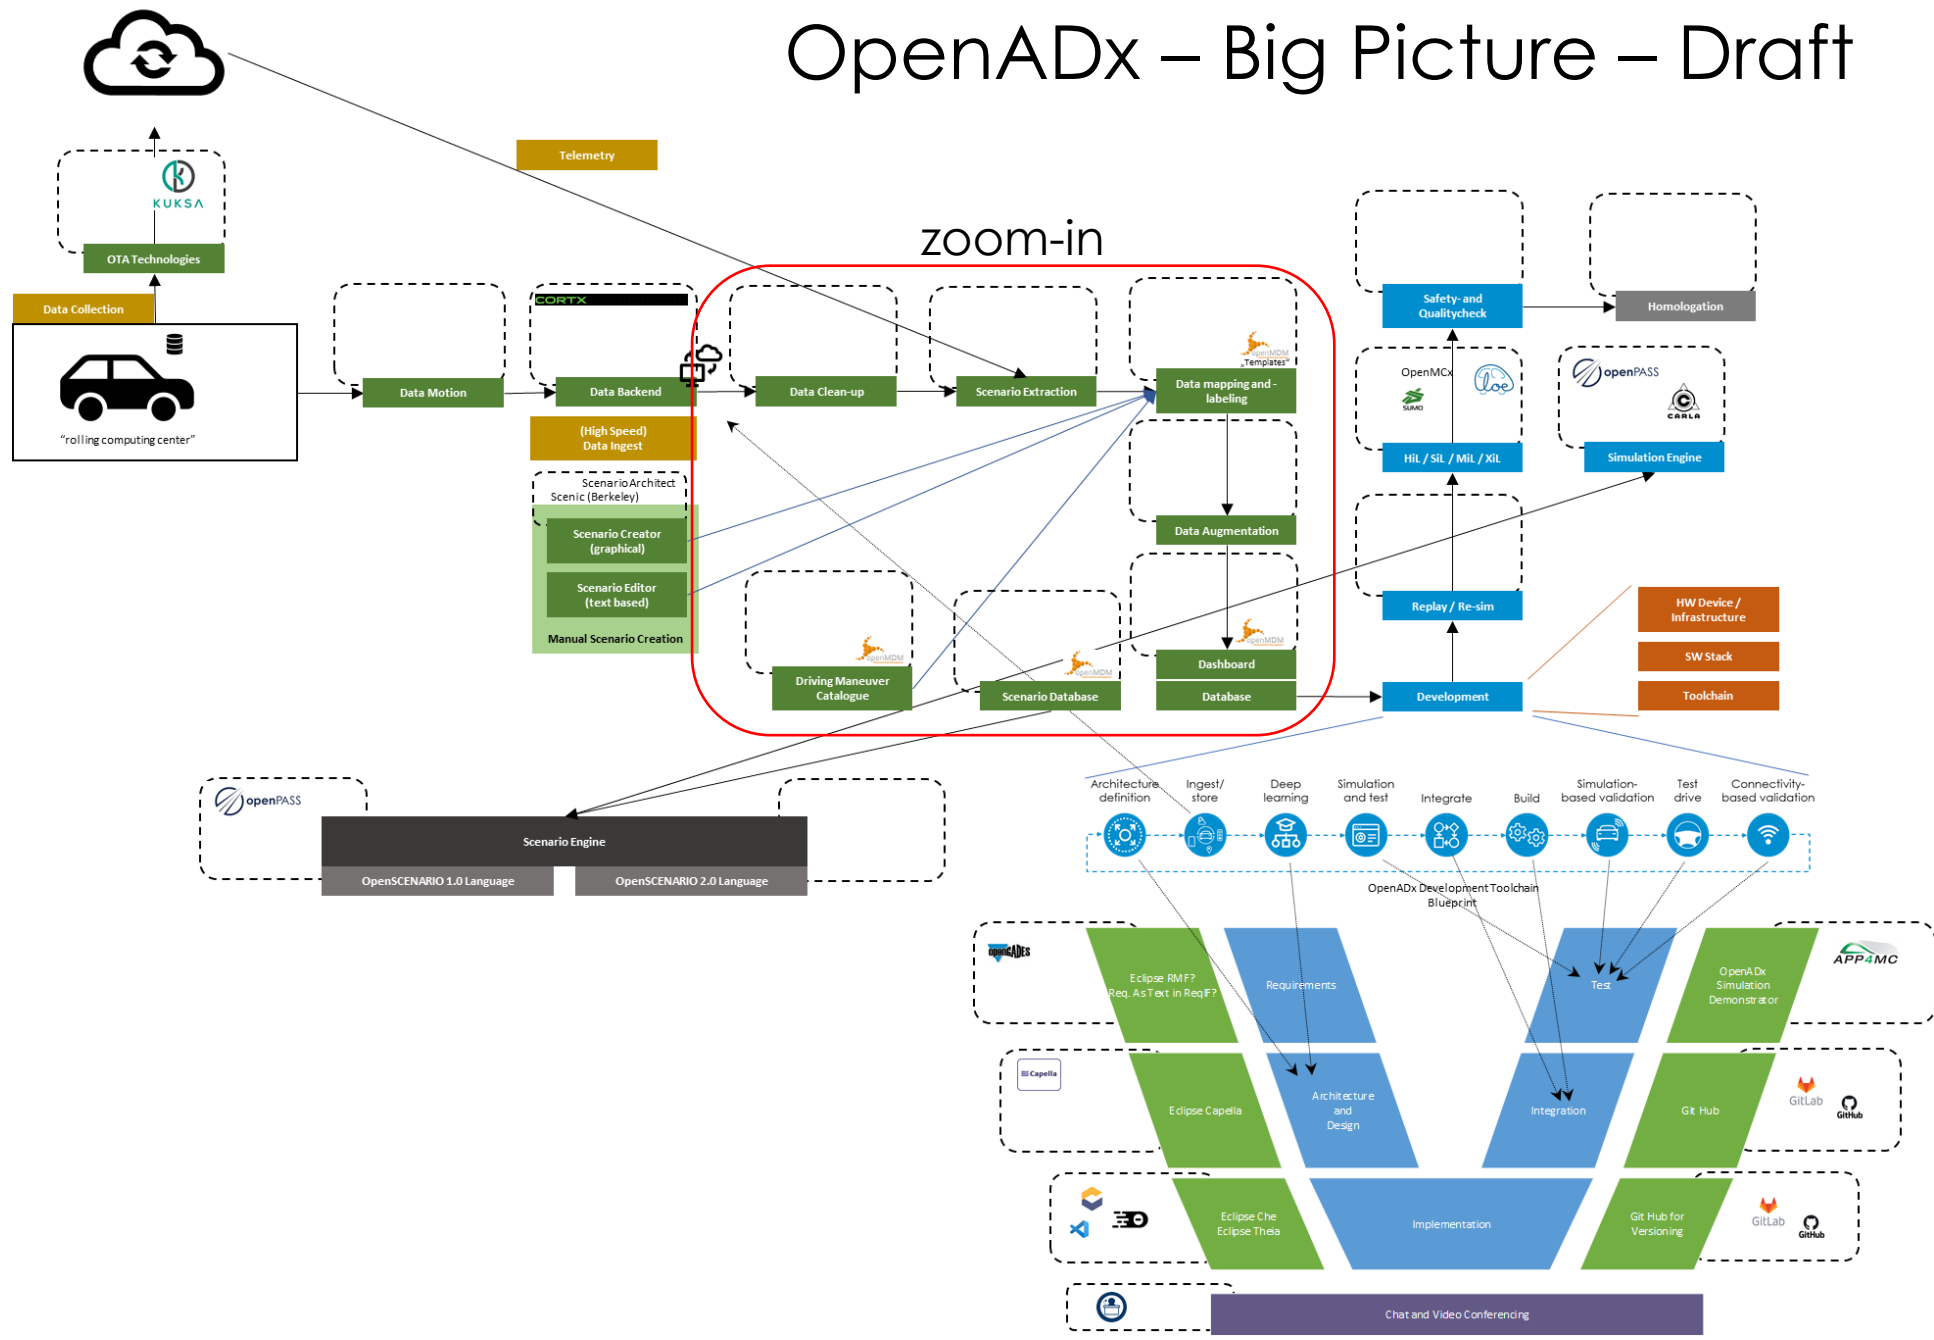 OpenADx – Big Picture – Draft
Telemetry
KUKSA
OTA Technologies
Data Collection
"rolling computing center"
zoom-in
Data Motion
CORTX
Data Backend
(High Speed)
Data Ingest
Data Clean-up
Scenario Extraction
openMDM
„Templates"
Data mapping and -
labeling
Scenario Architect
Scenic (Berkeley)
Scenario Creator
(graphical)
Scenario Editor
(text based)
Manual Scenario Creation
Data Augmentation
openMDM
Driving Maneuver
Catalogue
openMDM
Scenario Database
openMDM
Dashboard
Database
Safety- and
Qualitycheck
Homologation
OpenMCx
SUMO
loe
HiL / SiL / MiL / XiL
openPASS
CARLA
Simulation Engine
Replay / Re-sim
Development
HW Device /
Infrastructure
SW Stack
Toolchain
openPASS
Scenario Engine
OpenSCENARIO 1.0 Language
OpenSCENARIO 2.0 Language
Architecture
definition
Ingest/
store
Deep
learning
Simulation
and test
Integrate
Build
Simulation-
based validation
Test
drive
Connectivity-
based validation
OpenADx Development Toolchain
Blueprint
openGADES
Eclipse RMF?
Req. As Text in ReqIF?
Requirements
Test
OpenADx
Simulation
Demonstrator
APP4MC
Capella
Eclipse Capella
Architecture
and
Design
Integration
Git Hub
GitLab
GitHub
Eclipse Che
Eclipse Theia
Implementation
Git Hub for
Versioning
GitLab
GitHub
Chat and Video Conferencing